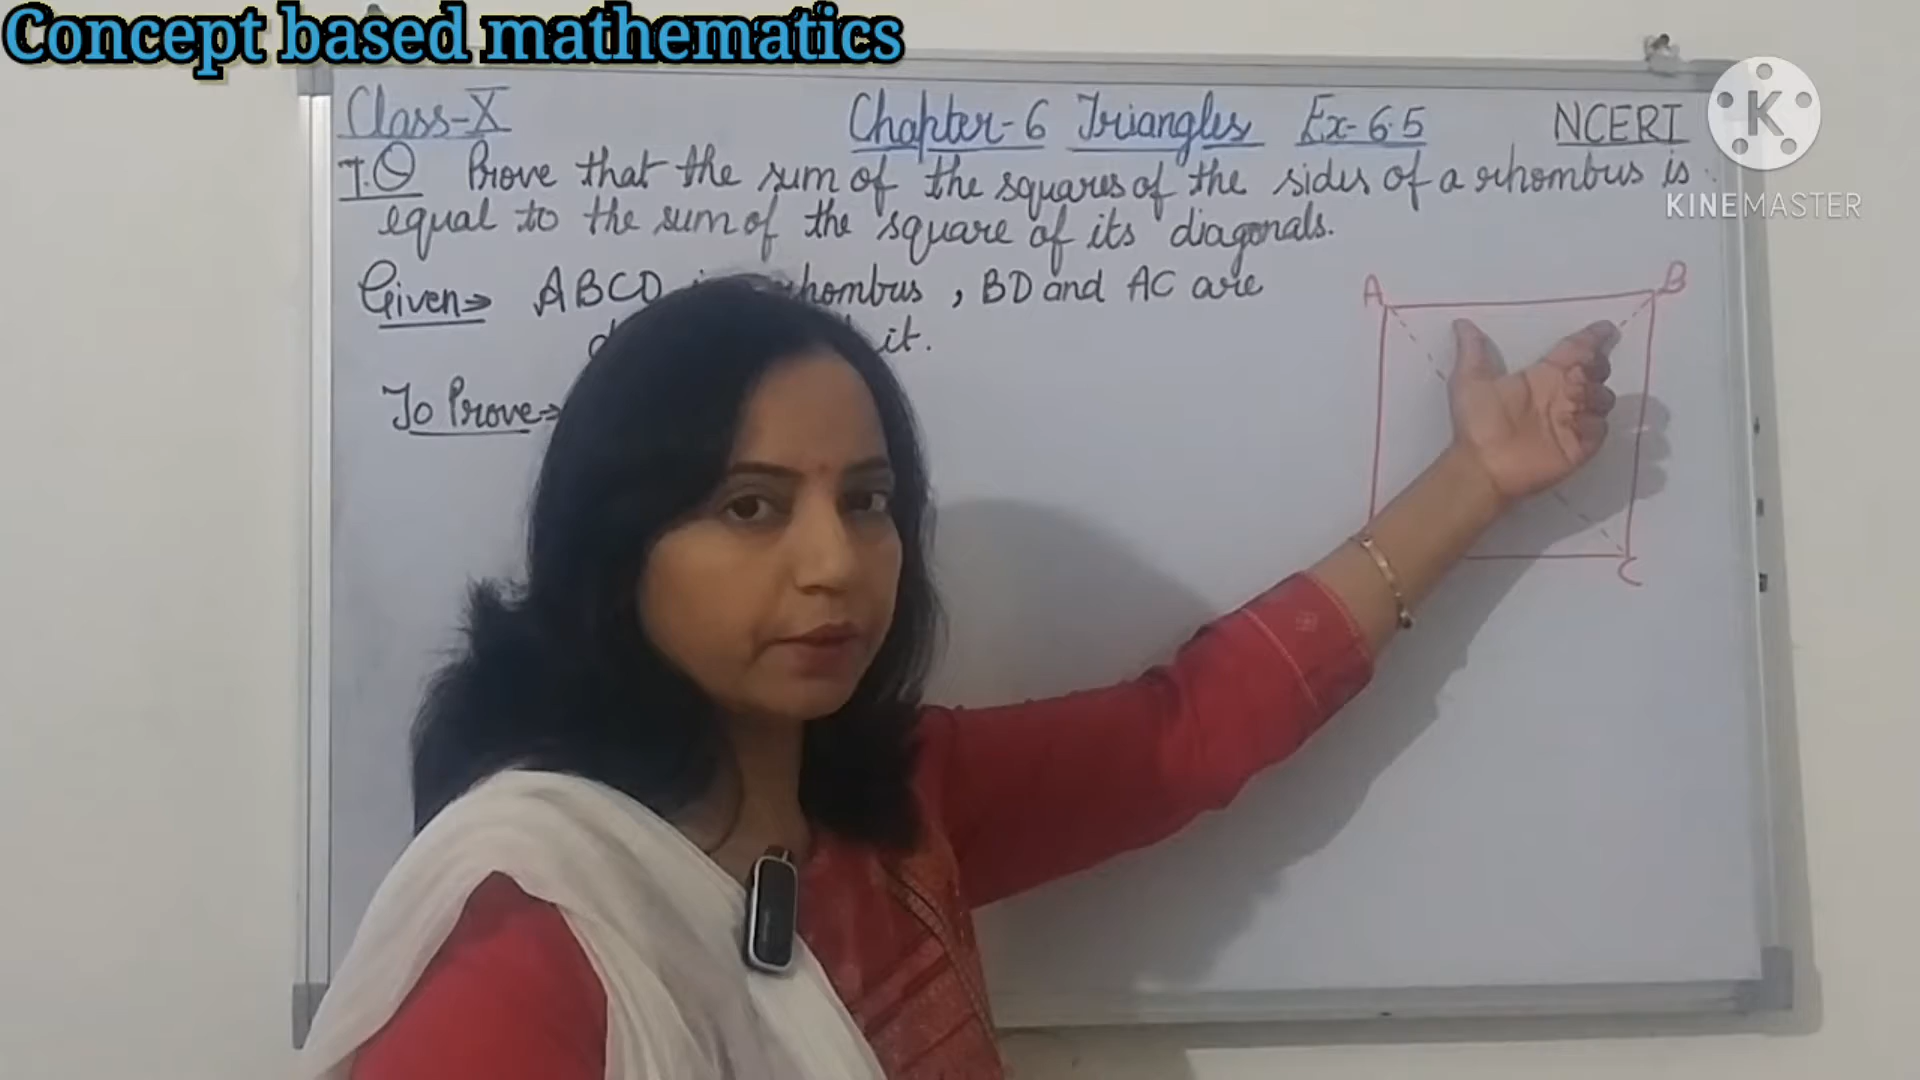 Concept based mathematics
Class-X Chapter-6 Triangles Ex-6.5 NCERT
7.Q Prove that the sum of the squares of the sides of a rhombus is
equal to the sum of the square of its diagonals.
Given⇒ ABCD rhombus, BD and AC are
it.
To Prove⇒
A
B
C
K
KINEMASTER